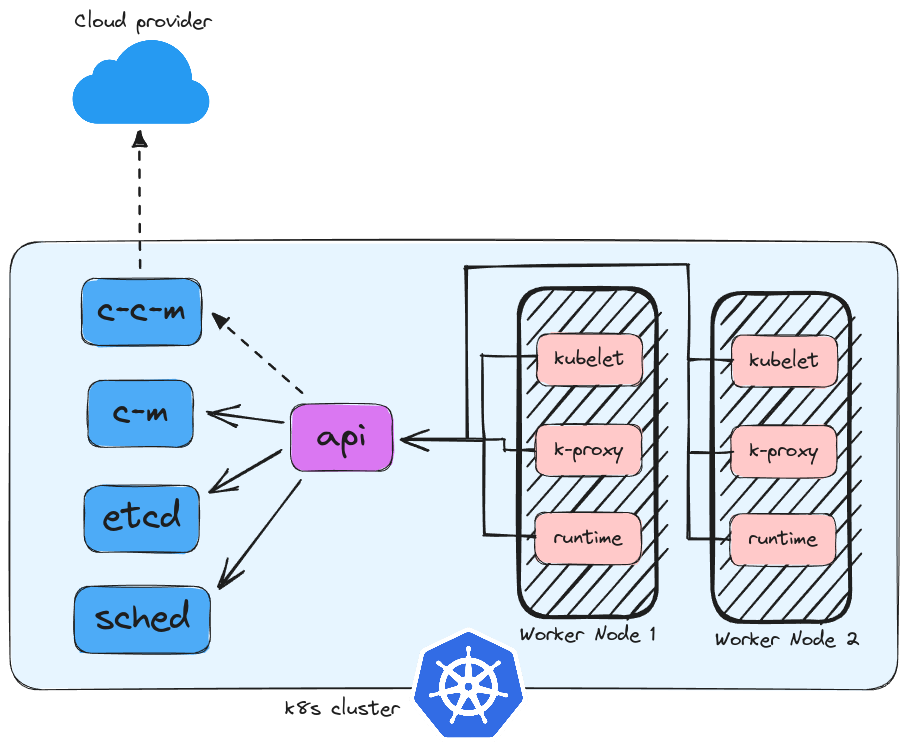 Cloud provider
c-c-m
c-m
etcd
sched
api
kubelet
k-proxy
runtime
Worker Node 1
kubelet
k-proxy
runtime
Worker Node 2
k8s cluster